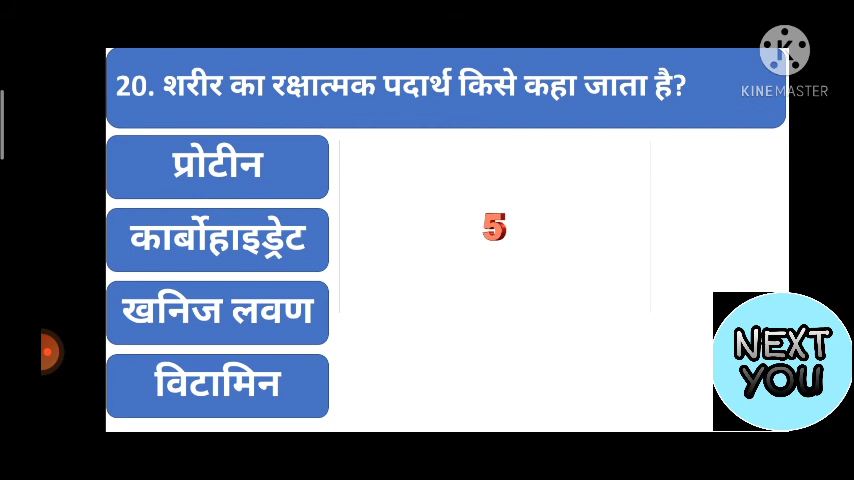 20. शरीर का रक्षात्मक पदार्थ किसे कहा जाता है?
KINEMASTER
प्रोटीन
कार्बोहाइड्रेट
5
खनिज लवण
विटामिन
NEXT
YOU